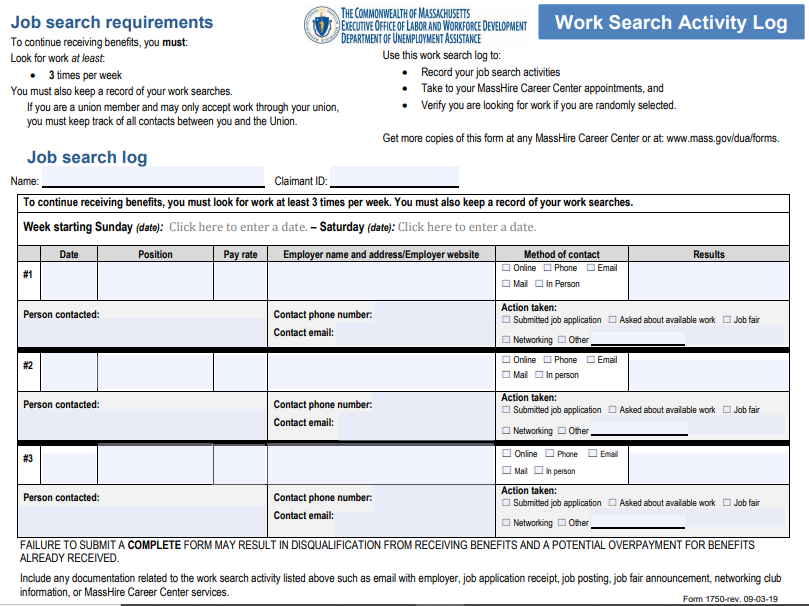 Job search requirements
THE COMMONWEALTH OF MASSACHUSETTS
EXECUTIVE OFFICE OF LABOR AND WORKFORCE DEVELOPMENT
DEPARTMENT OF UNEMPLOYMENT ASSISTANCE
Work Search Activity Log
To continue receiving benefits, you must:
Look for work at least:
• 3 times per week
You must also keep a record of your work searches.
If you are a union member and may only accept work through your union,
you must keep track of all contacts between you and the Union.
Use this work search log to:
• Record your job search activities
• Take to your MassHire Career Center appointments, and
• Verify you are looking for work if you are randomly selected.
Get more copies of this form at any MassHire Career Center or at: www.mass.gov/dua/forms.
Job search log
Name: Claimant ID:
To continue receiving benefits, you must look for work at least 3 times per week. You must also keep a record of your work searches.
Week starting Sunday (date): Click here to enter a date. – Saturday (date): Click here to enter a date.
Date Position Pay rate Employer name and address/Employer website Method of contact Results
#1
☐ Online ☐ Phone ☐ Email
☐ Mail ☐ In Person
Person contacted:
Contact phone number:
Contact email:
Action taken:
☐ Submitted job application ☐ Asked about available work ☐ Job fair
☐ Networking ☐ Other
#2
☐ Online ☐ Phone ☐ Email
☐ Mail ☐ In person
Person contacted:
Contact phone number:
Contact email:
Action taken:
☐ Submitted job application ☐ Asked about available work ☐ Job fair
☐ Networking ☐ Other
#3
☐ Online ☐ Phone ☐ Email
☐ Mail ☐ In person
Person contacted:
Contact phone number:
Contact email:
Action taken:
☐ Submitted job application ☐ Asked about available work ☐ Job fair
☐ Networking ☐ Other
FAILURE TO SUBMIT A COMPLETE FORM MAY RESULT IN DISQUALIFICATION FROM RECEIVING BENEFITS AND A POTENTIAL OVERPAYMENT FOR BENEFITS
ALREADY RECEIVED.
Include any documentation related to the work search activity listed above such as email with employer, job application receipt, job posting, job fair announcement, networking club
information, or MassHire Career Center services.
Form 1750-rev. 09-03-19